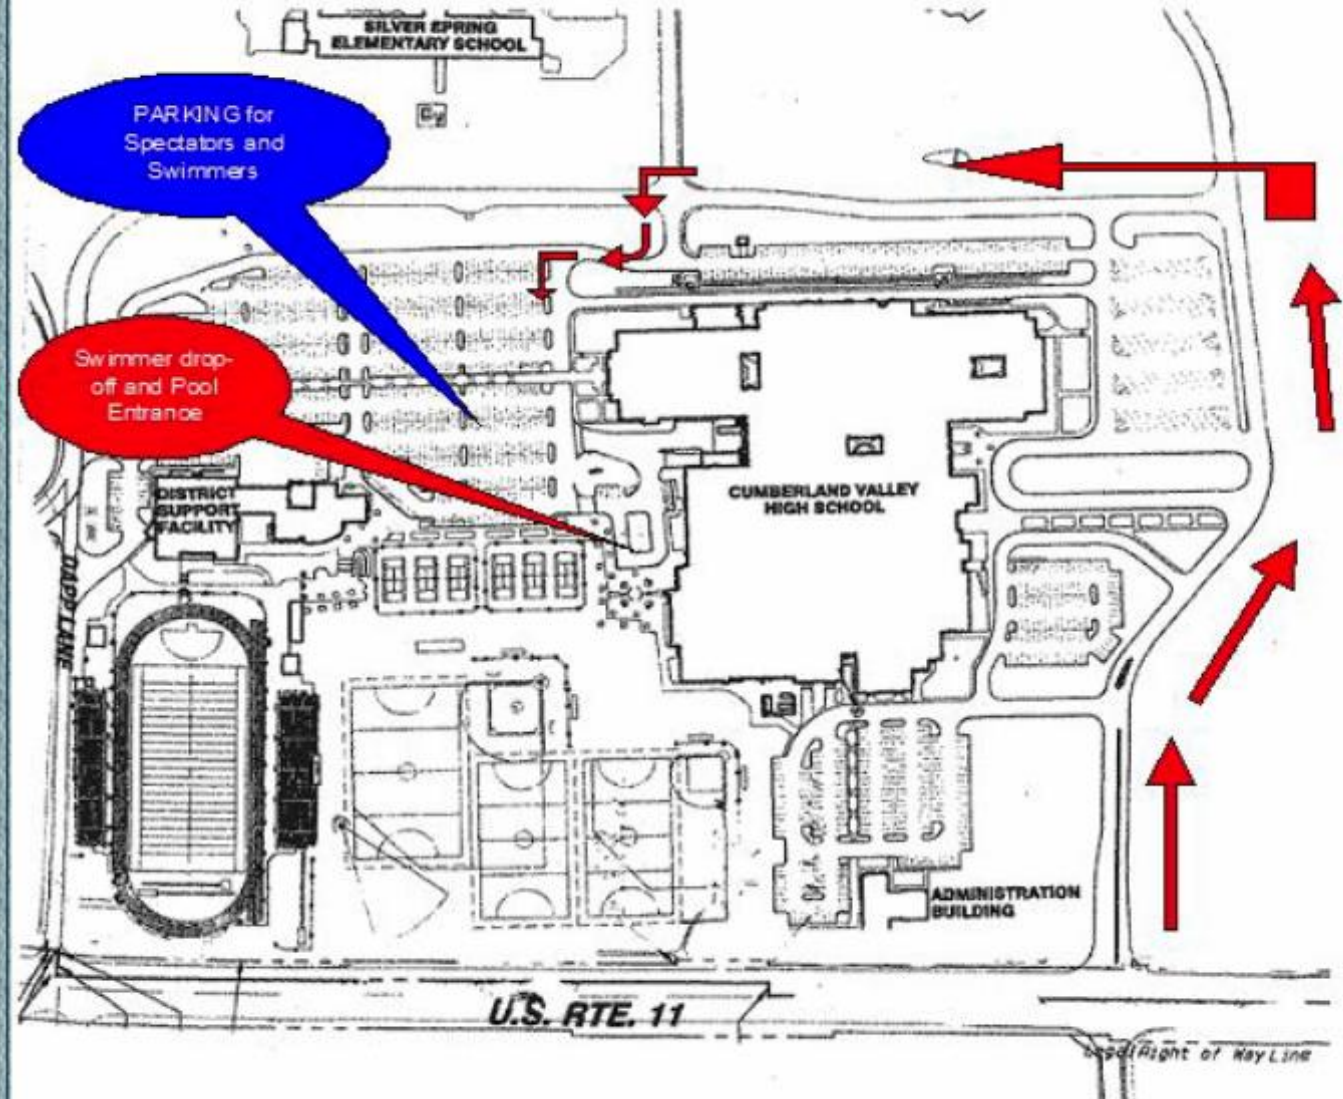 SILVER SPRING
ELEMENTARY SCHOOL
PARKING for
Spectators and
Swimmers
Swimmer drop-
off and Pool
Entrance
CUMBERLAND VALLEY
HIGH SCHOOL
DISTRICT
SUPPORT
FACILITY
DAPP LANE
ADMINISTRATION
BUILDING
U.S. RTE. 11
Legal Right of Way Line